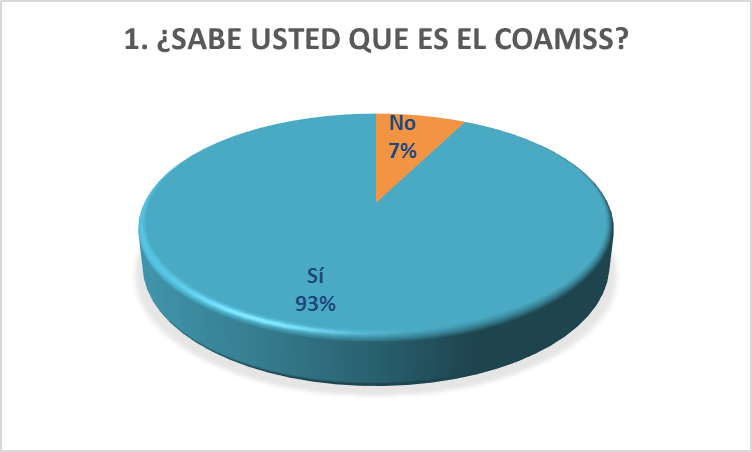 1. ¿SABE USTED QUE ES EL COAMSS?
No
7%
Sí
93%